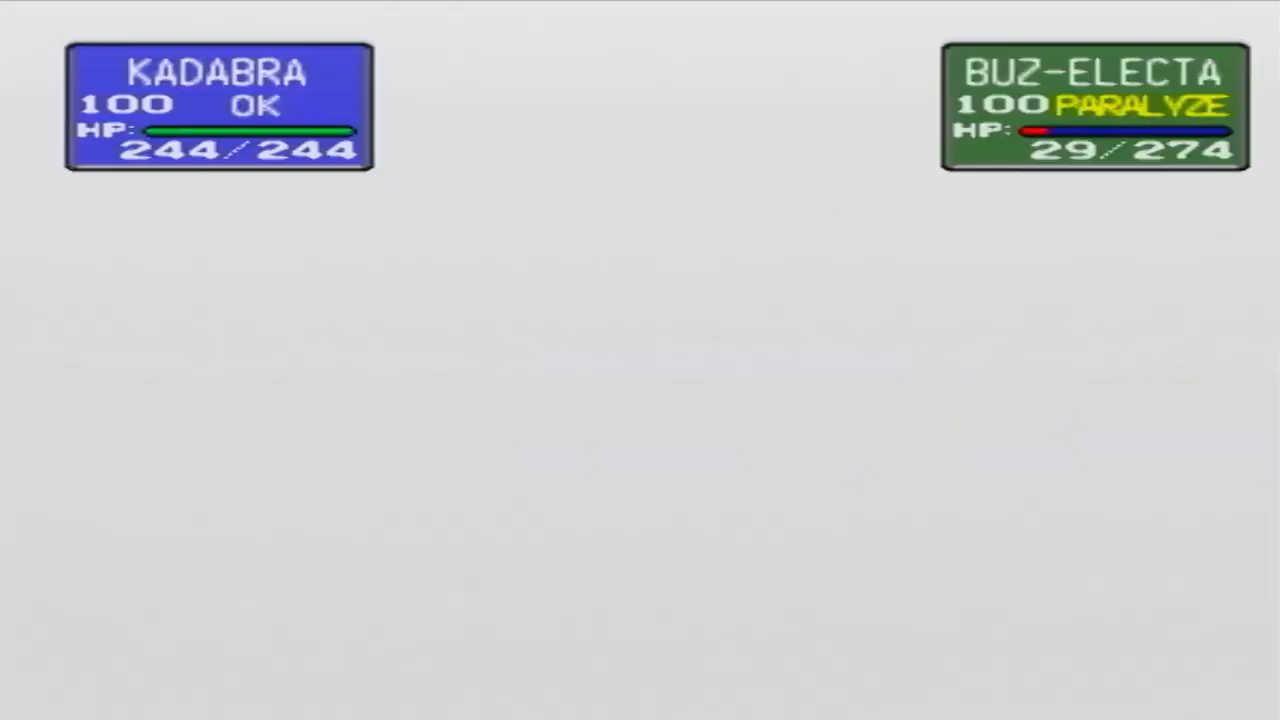 KADABRA
100 OK
HP:
244/244
BUZ-ELECTA
100 PARALYZE
HP:
29/274